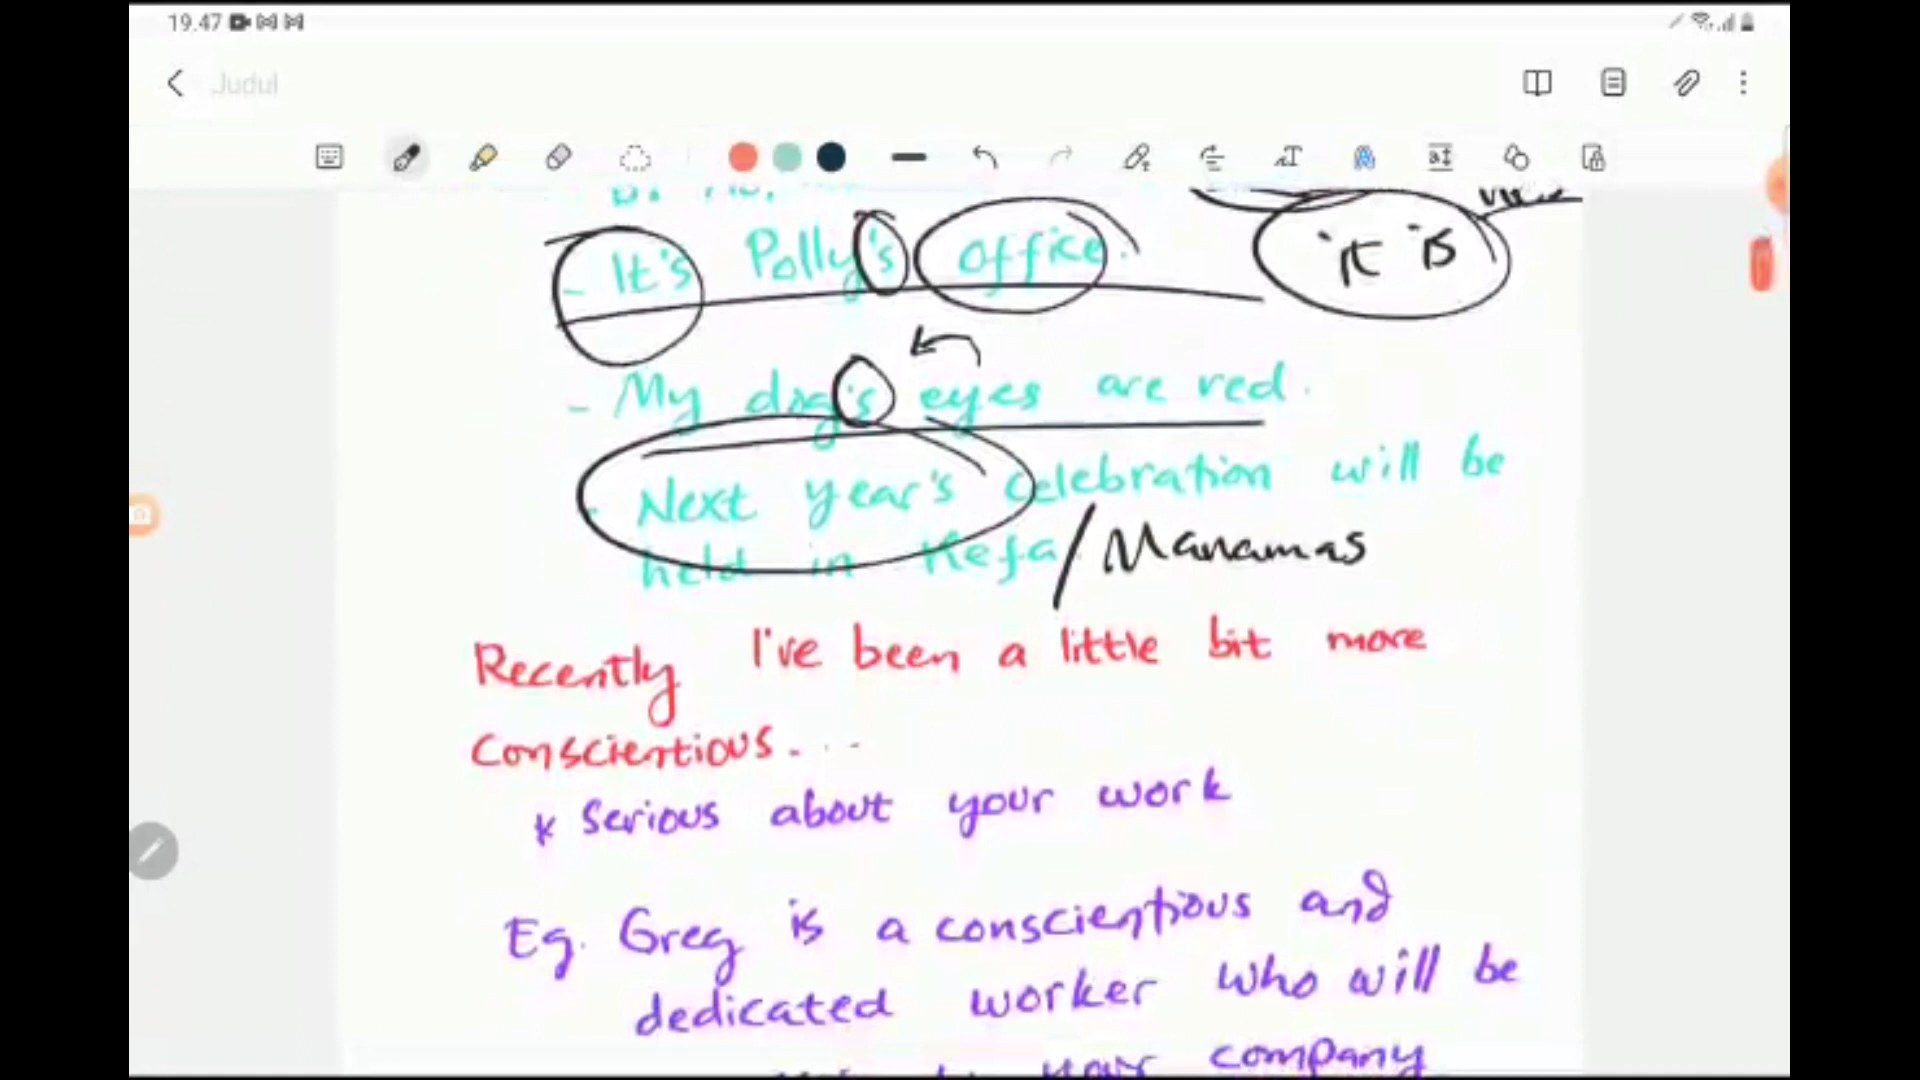 19.47
Judul
it is
- It's Polly's office.
- My dog's eyes are red.
- Next year's celebration will be
held in Kefa / Manamas
Recently I've been a little bit more
conscientious. . .
* Serious about your work
Eg. Greg is a conscientious and
dedicated worker who will be
your company